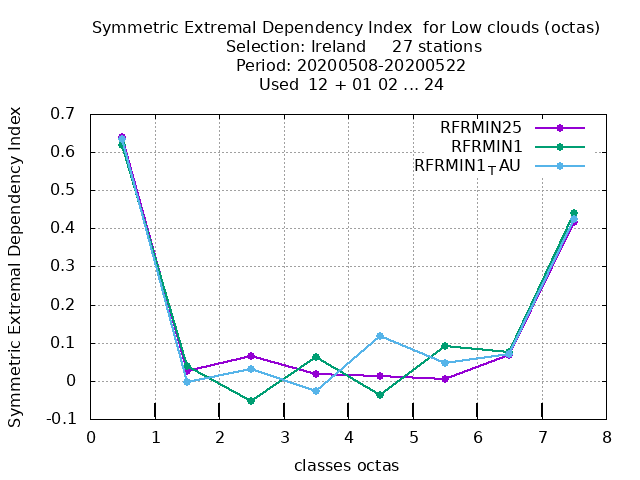 Symmetric Extremal Dependency Index  for Low clouds (octas)
Selection: Ireland     27 stations
Period: 20200508-20200522
Used  12 + 01 02 ... 24
Symmetric Extremal Dependency Index
0.7
0.6
0.5
0.4
0.3
0.2
0.1
0
-0.1
RFRMIN25
RFRMIN1
RFRMIN1TAU
0 1 2 3 4 5 6 7 8
classes octas